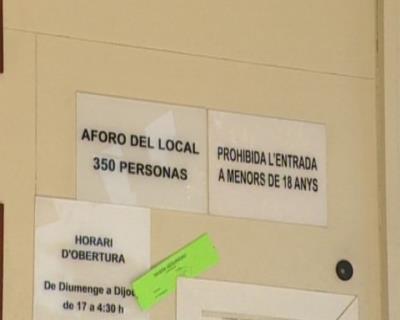 AFORO DEL LOCAL
350 PERSONAS
PROHIBIDA L'ENTRADA
A MENORS DE 18 ANYS
HORARI
D'OBERTURA
De Diumenge a
de 17 a 4:30 h